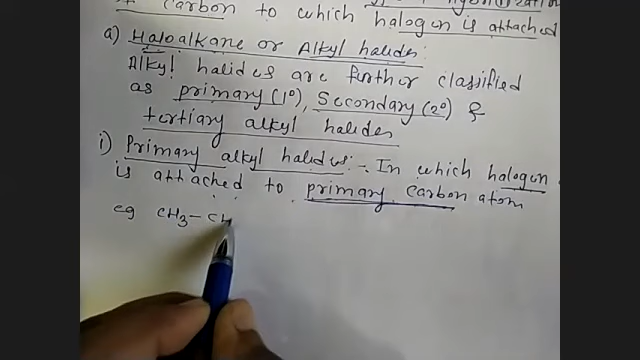 carbon to which halogen is attached
a) Haloalkane or Alkyl halides:
Alkyl halides are further classified
as primary (1°), Secondary (2°) &
tertiary alkyl halides
i) Primary alkyl halides :- In which halogen
is attached to primary carbon atom
eg CH3 - CH